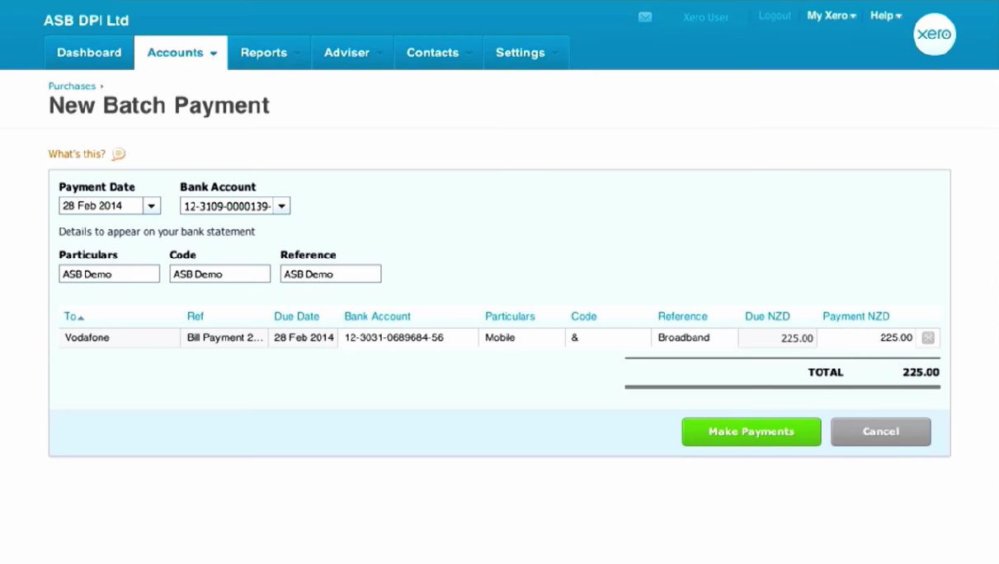 ASB DPI Ltd
Xero User Logout My Xero Help
xero
Dashboard Accounts Reports Adviser Contacts Settings
Purchases
New Batch Payment
What's this?
Payment Date Bank Account
28 Feb 2014 12-3109-0000139-
Details to appear on your bank statement
Particulars Code Reference
ASB Demo ASB Demo ASB Demo
To Ref Due Date Bank Account Particulars Code Reference Due NZD Payment NZD
Vodafone Bill Payment 2... 28 Feb 2014 12-3031-0689684-56 Mobile & Broadband 225.00 225.00
TOTAL 225.00
Make Payments Cancel